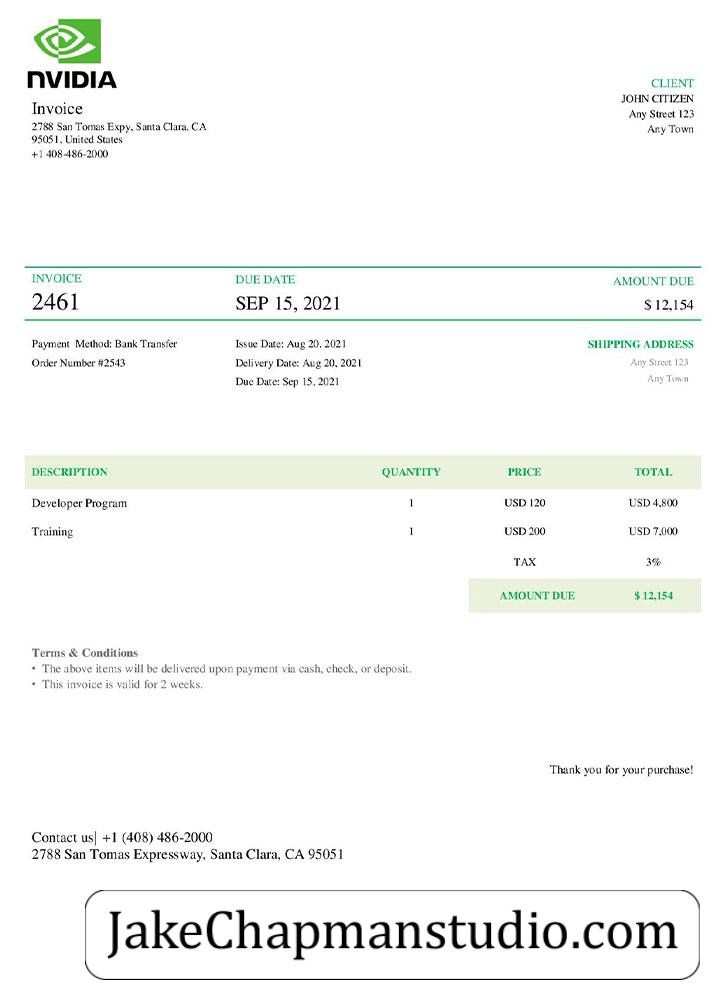 NVIDIA
Invoice
2788 San Tomas Expy, Santa Clara, CA
95051, United States
+1 408-486-2000
CLIENT
JOHN CITIZEN
Any Street 123
Any Town
INVOICE DUE DATE AMOUNT DUE
2461 SEP 15, 2021 $ 12,154
Payment Method: Bank Transfer Issue Date: Aug 20, 2021 SHIPPING ADDRESS
Order Number #2543 Delivery Date: Aug 20, 2021 Any Street 123
Due Date: Sep 15, 2021 Any Town
DESCRIPTION QUANTITY PRICE TOTAL
Developer Program 1 USD 120 USD 4,800
Training 1 USD 200 USD 7,000
TAX 3%
AMOUNT DUE $ 12,154
Terms & Conditions
• The above items will be delivered upon payment via cash, check, or deposit.
• This invoice is valid for 2 weeks.
Thank you for your purchase!
Contact us| +1 (408) 486-2000
2788 San Tomas Expressway, Santa Clara, CA 95051
JakeChapmanstudio.com